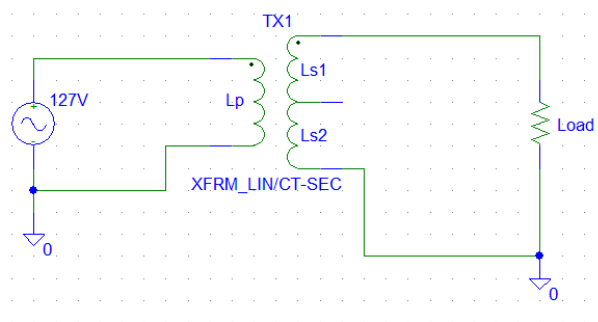 TX1
127V
Lp
Ls1
Ls2
Load
XFRM_LIN/CT-SEC
0
0